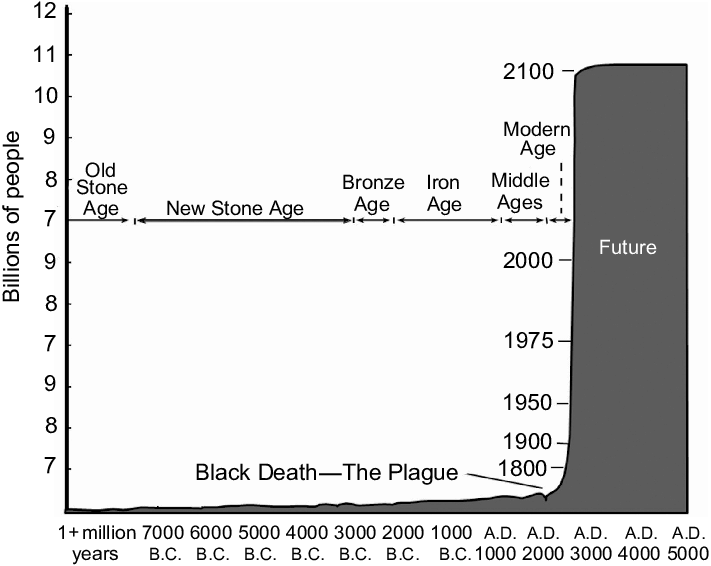 12
11
10
9
8
7
9
8
7
9
8
7
Billions of people
Old
Stone
Age
New Stone Age
Bronze
Age
Iron
Age
Middle
Ages
Modern
Age
2100
2000
1975
1950
1900
1800
Future
Black Death—The Plague
1+ million
years
7000
B.C.
6000
B.C.
5000
B.C.
4000
B.C.
3000
B.C.
2000
B.C.
1000
B.C.
A.D.
1000
A.D.
2000
A.D.
3000
A.D.
4000
A.D.
5000